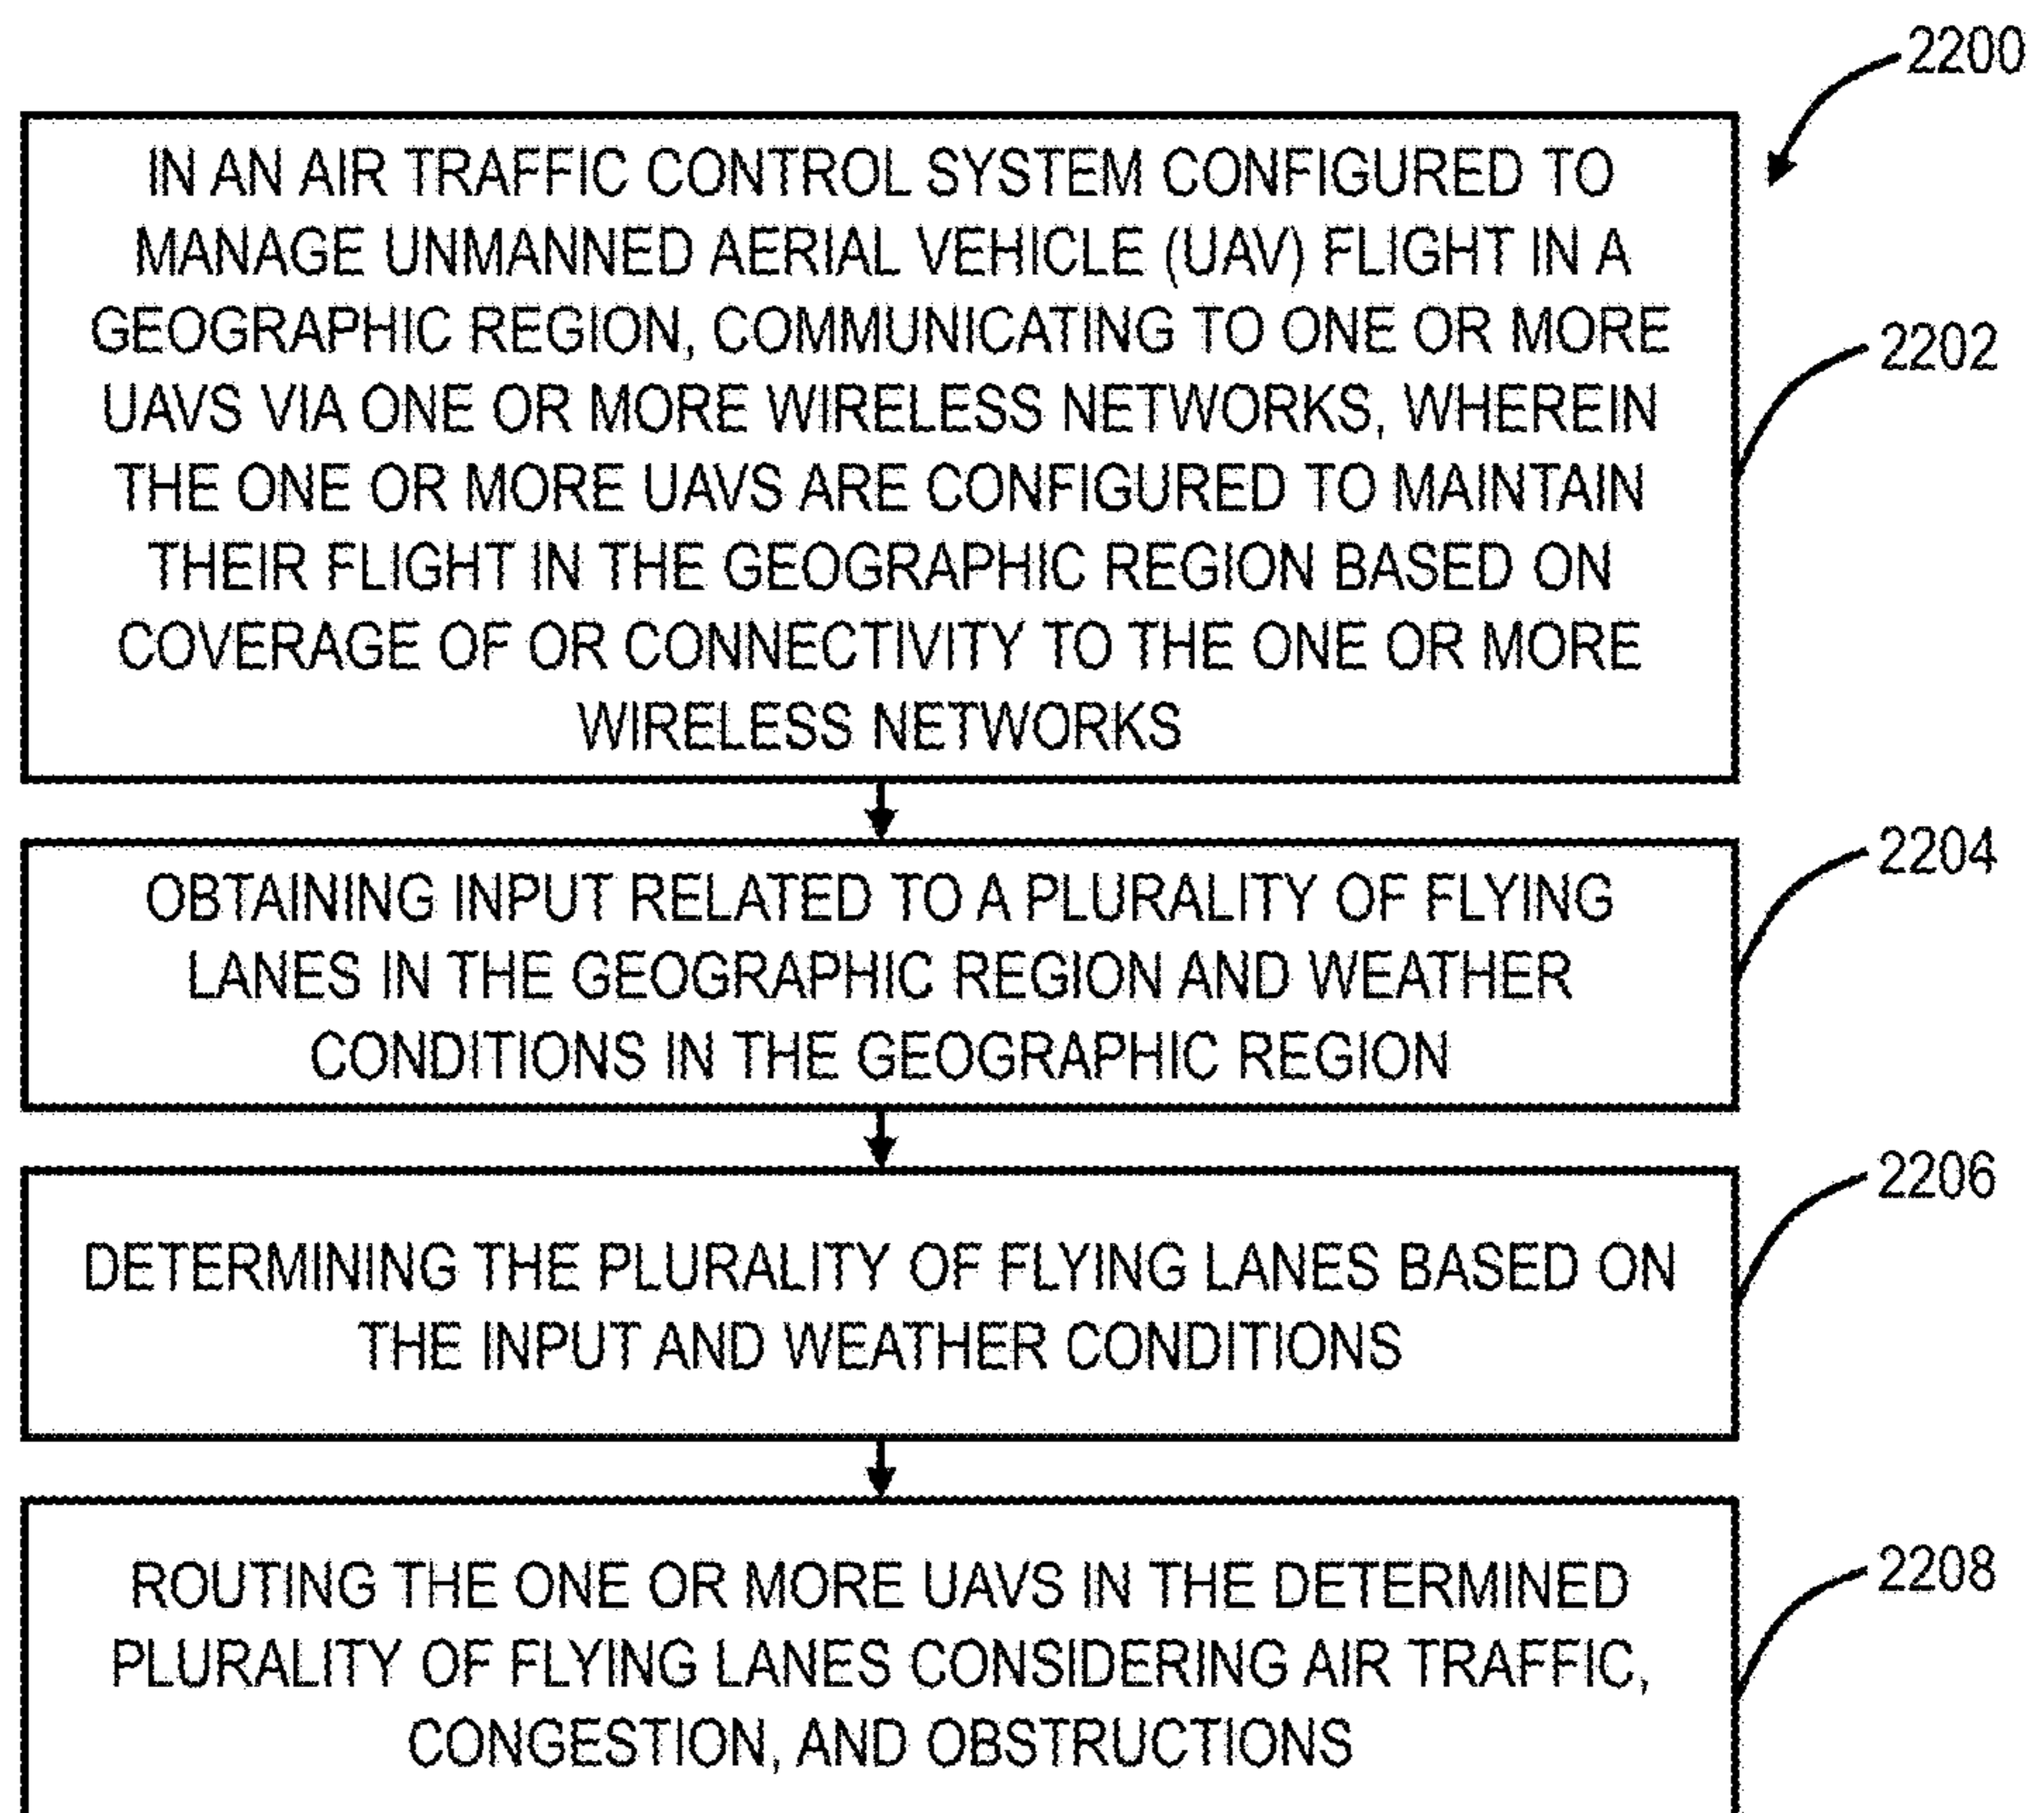 2200
IN AN AIR TRAFFIC CONTROL SYSTEM CONFIGURED TO
MANAGE UNMANNED AERIAL VEHICLE (UAV) FLIGHT IN A
GEOGRAPHIC REGION, COMMUNICATING TO ONE OR MORE
UAVS VIA ONE OR MORE WIRELESS NETWORKS, WHEREIN
THE ONE OR MORE UAVS ARE CONFIGURED TO MAINTAIN
THEIR FLIGHT IN THE GEOGRAPHIC REGION BASED ON
COVERAGE OF OR CONNECTIVITY TO THE ONE OR MORE
WIRELESS NETWORKS
2202
OBTAINING INPUT RELATED TO A PLURALITY OF FLYING
LANES IN THE GEOGRAPHIC REGION AND WEATHER
CONDITIONS IN THE GEOGRAPHIC REGION
2204
DETERMINING THE PLURALITY OF FLYING LANES BASED ON
THE INPUT AND WEATHER CONDITIONS
2206
ROUTING THE ONE OR MORE UAVS IN THE DETERMINED
PLURALITY OF FLYING LANES CONSIDERING AIR TRAFFIC,
CONGESTION, AND OBSTRUCTIONS
2208